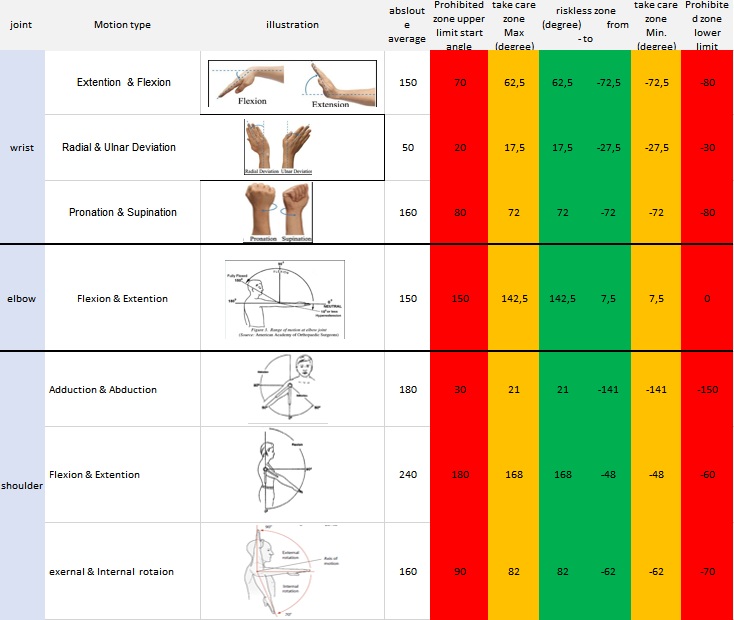 joint
Motion type
illustration
absloute average
Prohibited zone upper limit start angle
take care zone Max (degree)
riskless zone (degree) from - to
take care zone Min. (degree)
Prohibited zone lower limit
wrist
Extention & Flexion
Flexion
Extension
150
70
62,5
62,5
-72,5
-72,5
-80
Radial & Ulnar Deviation
Radial Deviation
Ulnar Deviation
50
20
17,5
17,5
-27,5
-27,5
-30
Pronation & Supination
Pronation
Supination
160
80
72
72
-72
-72
-80
elbow
Flexion & Extention
Fully Flexed
NEUTRAL
10° or less
Hyperextension
Figure 3. Range of motion at elbow joint
(Source: American Academy of Orthopaedic Surgeons)
150
150
142,5
142,5
7,5
7,5
0
shoulder
Adduction & Abduction
180
30
21
21
-141
-141
-150
Flexion & Extention
240
180
168
168
-48
-48
-60
exernal & Internal rotaion
90°
External
rotation
Axis of
motion
Internal
rotation
70°
160
90
82
82
-62
-62
-70